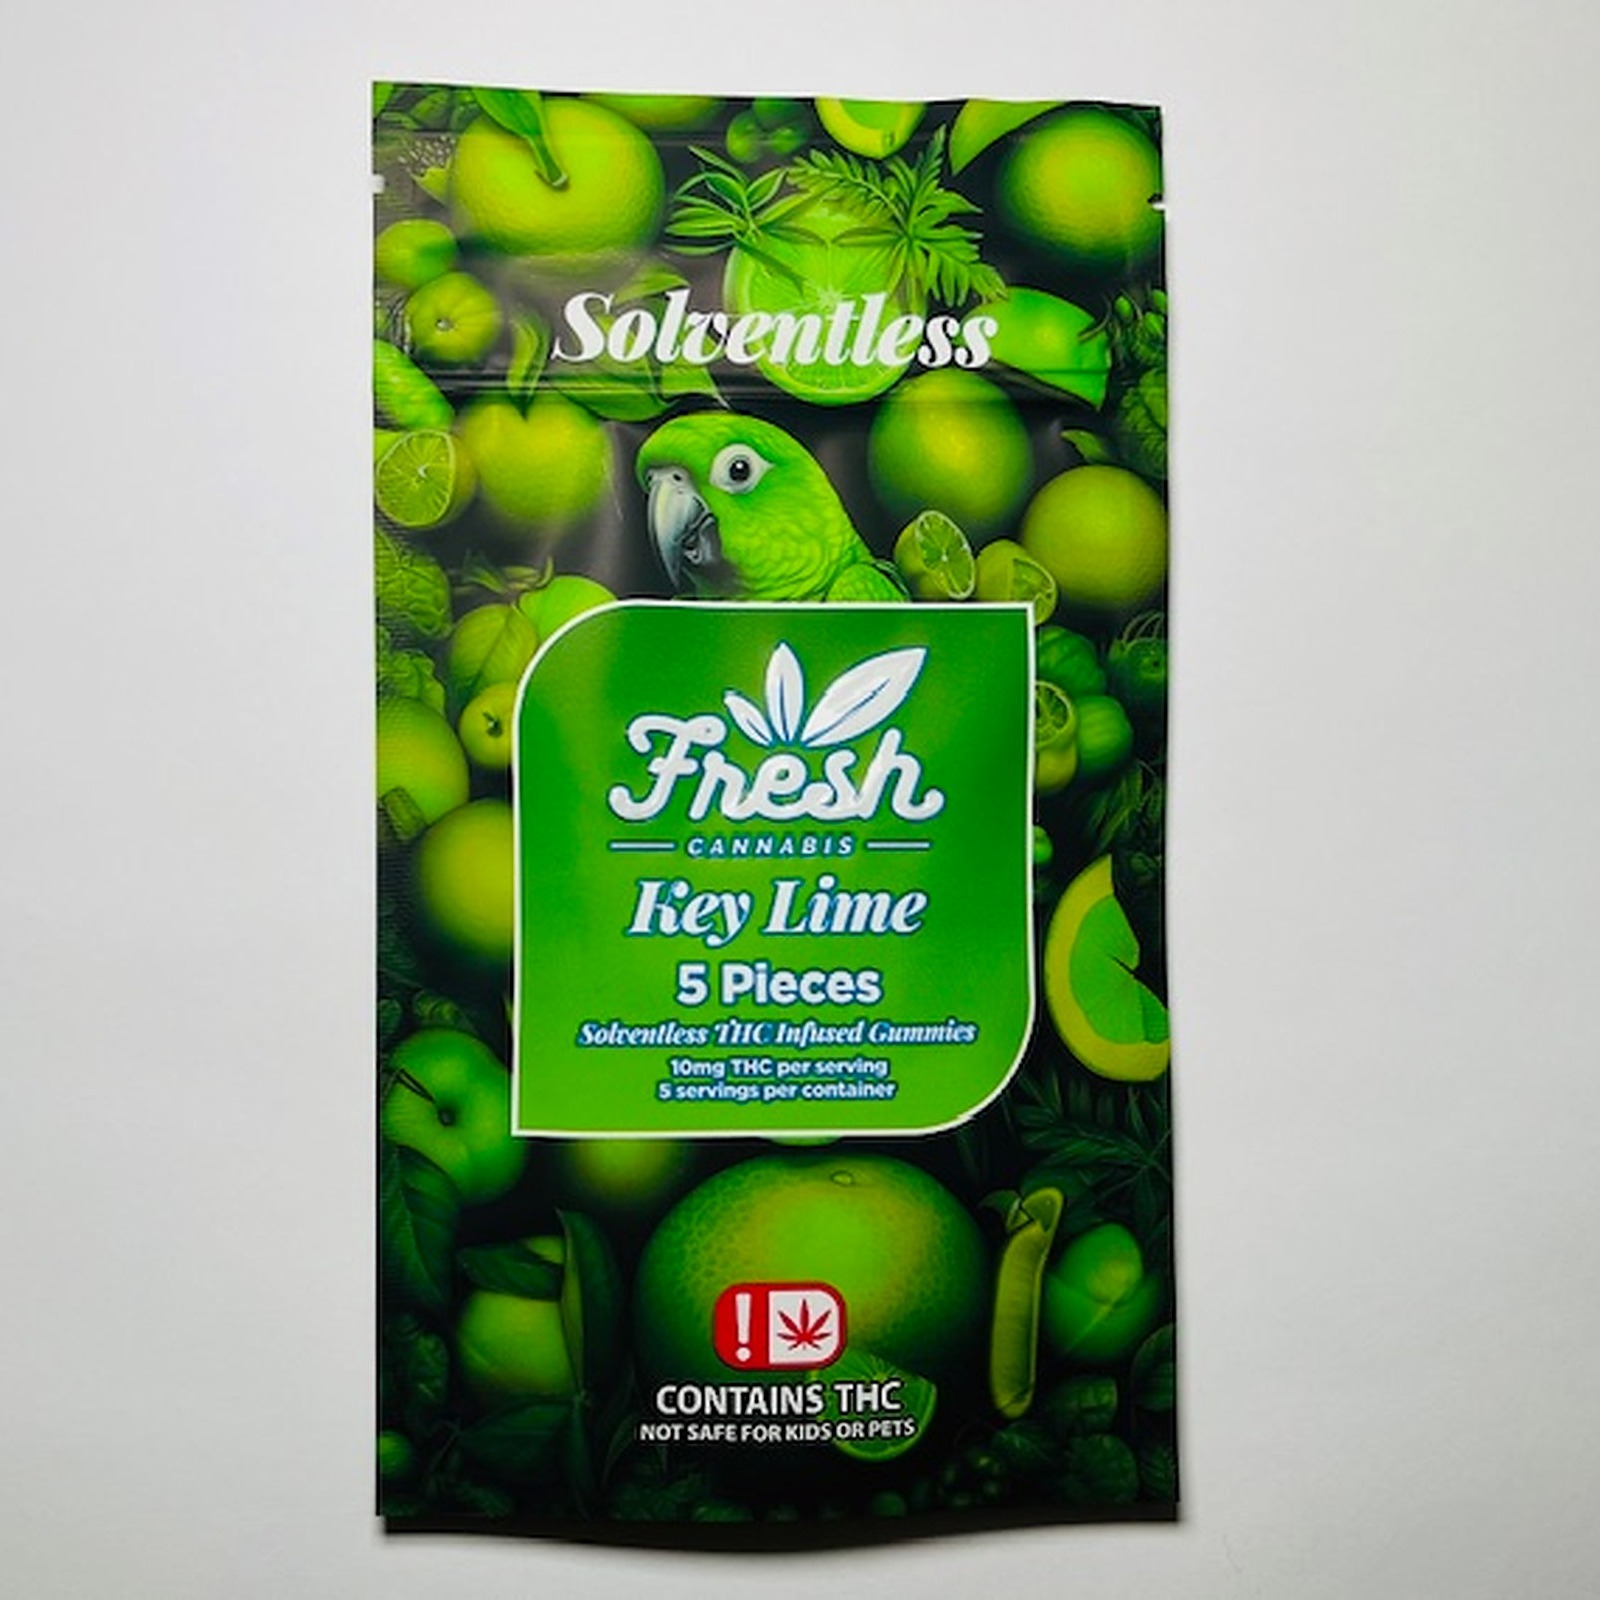 Solventless
Fresh
CANNABIS
Key Lime
5 Pieces
Solventless THC Infused Gummies
10mg THC per serving
5 servings per container
!
CONTAINS THC
NOT SAFE FOR KIDS OR PETS